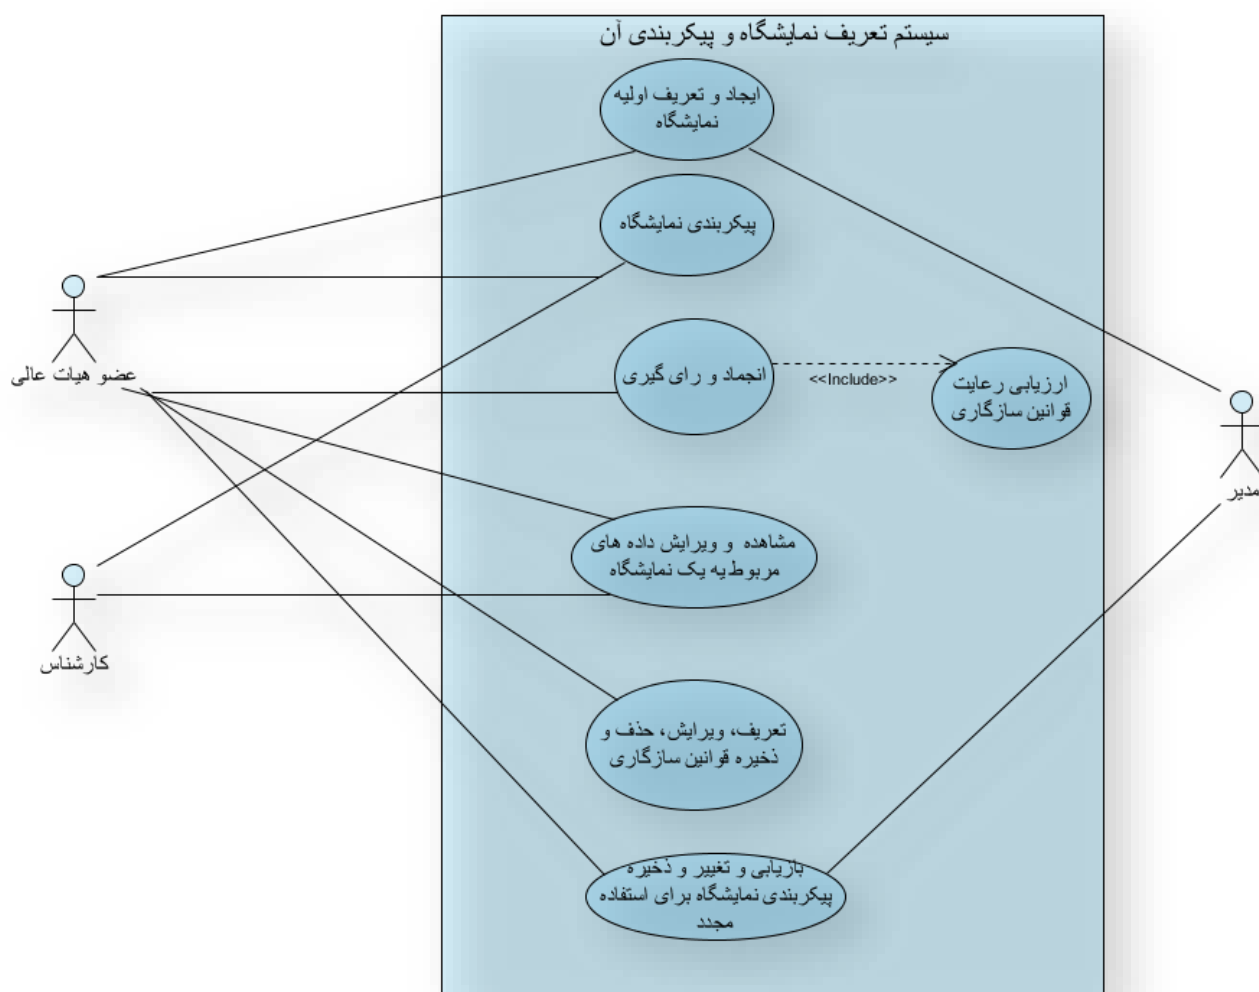 سیستم تعریف نمایشگاه و پیکربندی آن
ایجاد و تعریف اولیه
نمایشگاه
پیکربندی نمایشگاه
عضو هیات عالی
انجماد و رای گیری
<<Include>>
ارزیابی رعایت
قوانین سازگاری
مدیر
مشاهده و ویرایش داده های
مربوط یه یک نمایشگاه
کارشناس
تعریف، ویرایش، حذف و
ذخیره قوانین سازگاری
بازیابی و تغییر و ذخیره
پیکربندی نمایشگاه برای استفاده
مجدد